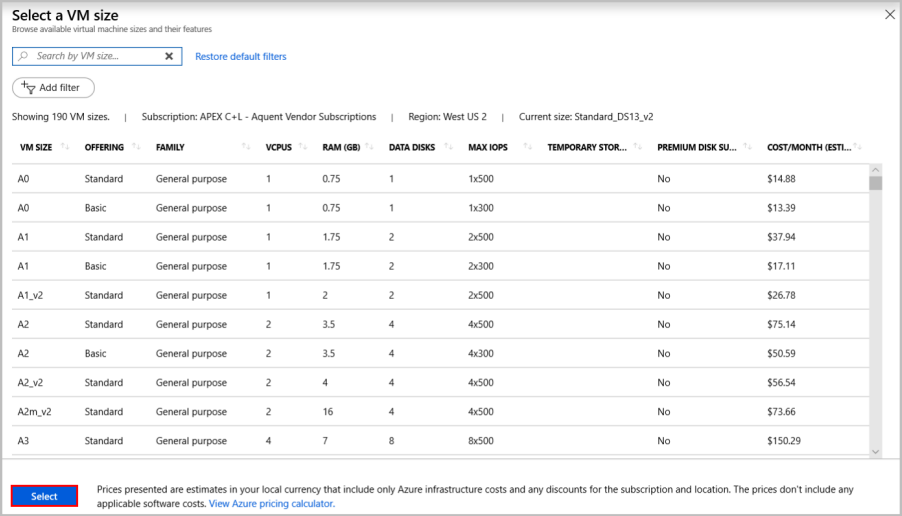 Select a VM size
Browse available virtual machine sizes and their features
Search by VM size...
Restore default filters
Add filter
Showing 190 VM sizes. | Subscription: APEX C+L - Aquent Vendor Subscriptions | Region: West US 2 | Current size: Standard_DS13_v2
VM SIZE OFFERING FAMILY VCPUS RAM (GB) DATA DISKS MAX IOPS TEMPORARY STOR... PREMIUM DISK SU... COST/MONTH (ESTI...
A0 Standard General purpose 1 0.75 1 1x500 No $14.88
A0 Basic General purpose 1 0.75 1 1x300 No $13.39
A1 Standard General purpose 1 1.75 2 2x500 No $37.94
A1 Basic General purpose 1 1.75 2 2x300 No $17.11
A1_v2 Standard General purpose 1 2 2 2x500 No $26.78
A2 Standard General purpose 2 3.5 4 4x500 No $75.14
A2 Basic General purpose 2 3.5 4 4x300 No $50.59
A2_v2 Standard General purpose 2 4 4 4x500 No $56.54
A2m_v2 Standard General purpose 2 16 4 4x500 No $73.66
A3 Standard General purpose 4 7 8 8x500 No $150.29
Select
Prices presented are estimates in your local currency that include only Azure infrastructure costs and any discounts for the subscription and location. The prices don't include any
applicable software costs. View Azure pricing calculator.